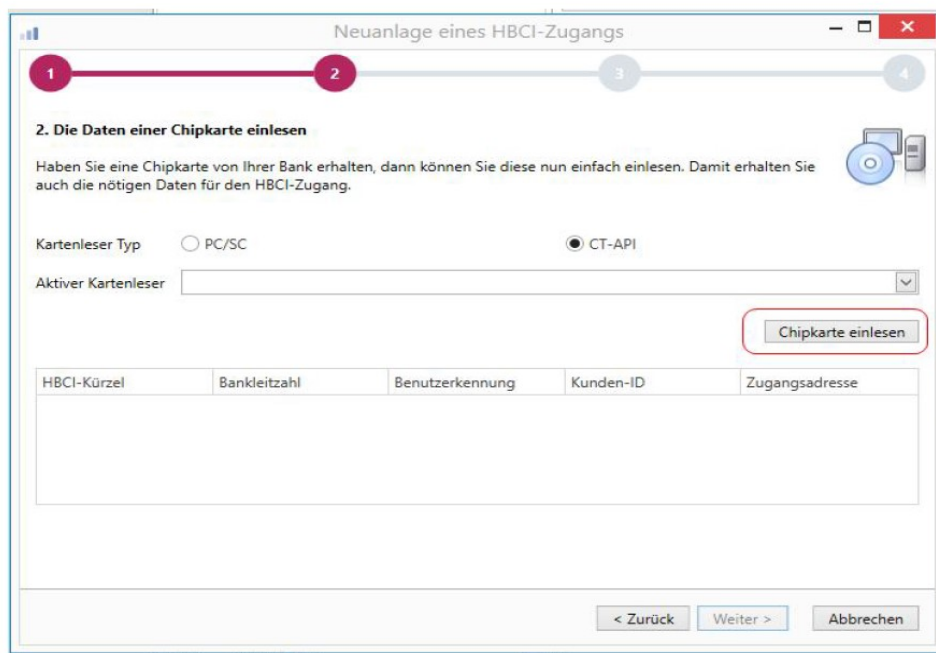 Neuanlage eines HBCI-Zugangs
1 2 3 4
2. Die Daten einer Chipkarte einlesen
Haben Sie eine Chipkarte von Ihrer Bank erhalten, dann können Sie diese nun einfach einlesen. Damit erhalten Sie
auch die nötigen Daten für den HBCI-Zugang.
Kartenleser Typ PC/SC CT-API
Aktiver Kartenleser
Chipkarte einlesen
HBCI-Kürzel Bankleitzahl Benutzerkennung Kunden-ID Zugangsadresse
< Zurück Weiter > Abbrechen